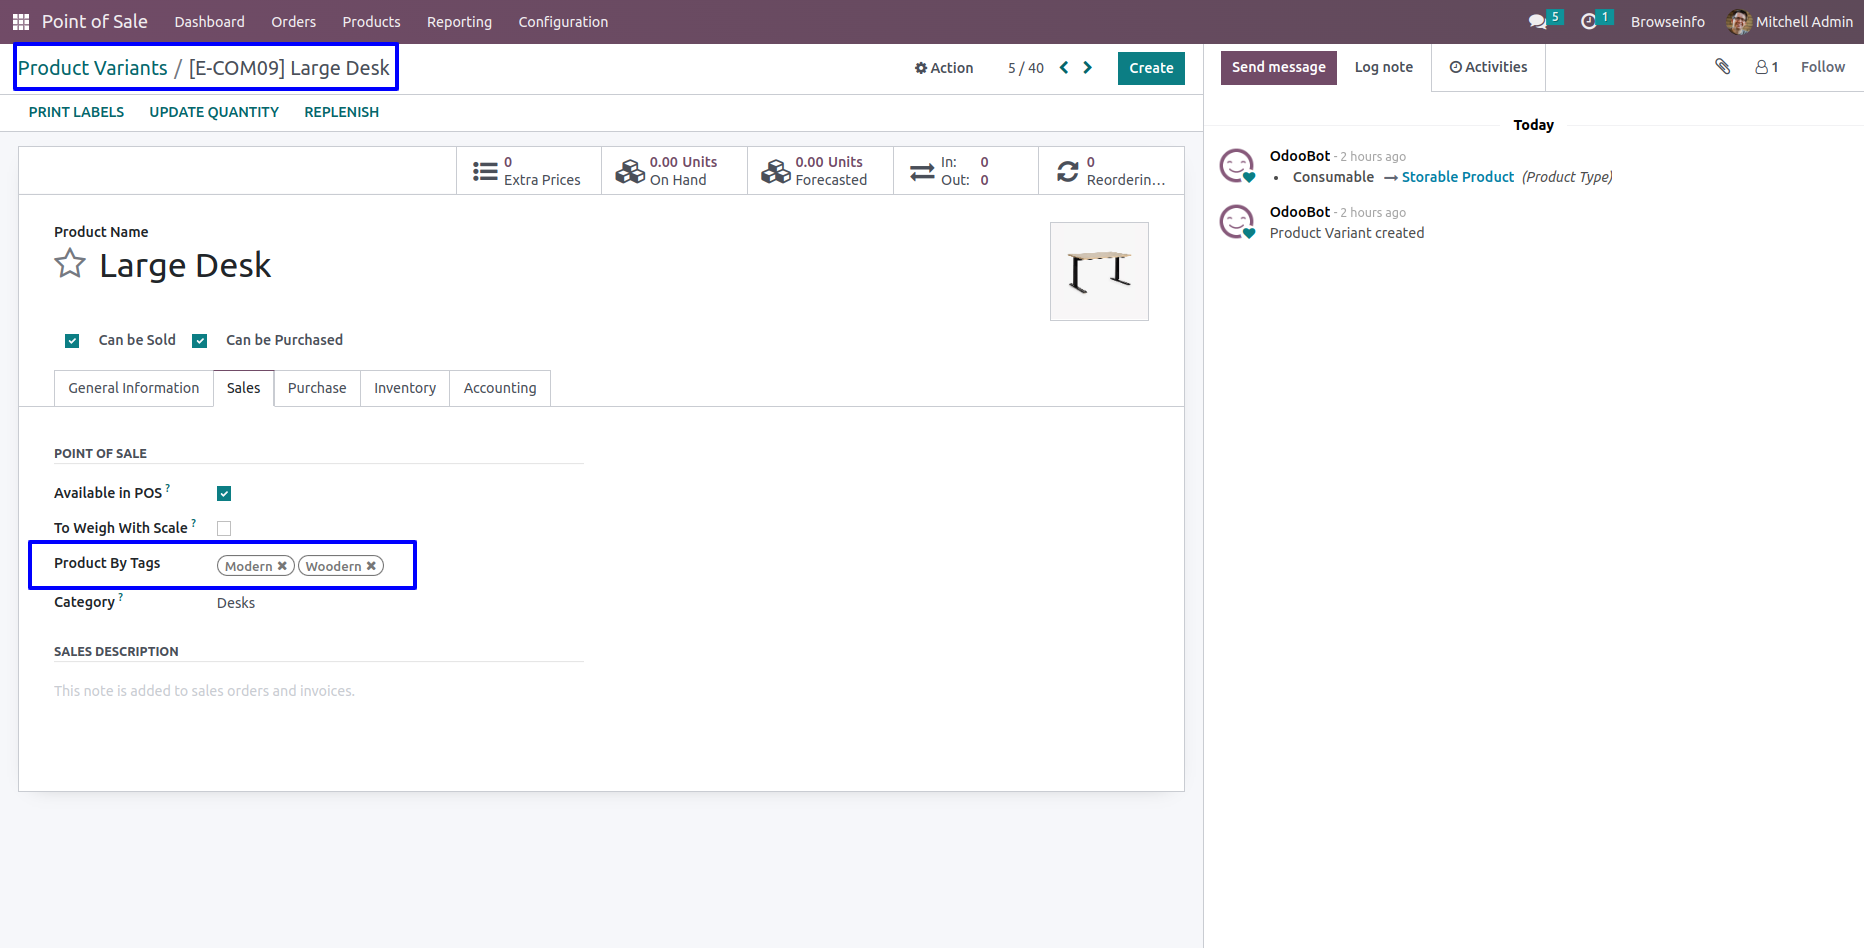 Point of Sale Dashboard Orders Products Reporting Configuration 5 1 Browseinfo Mitchell Admin
Product Variants / [E-COM09] Large Desk Action 5 / 40 Create Send message Log note Activities 1 Follow
PRINT LABELS UPDATE QUANTITY REPLENISH
Today
0 Extra Prices
0.00 Units On Hand
0.00 Units Forecasted
In: 0
Out: 0
0 Reorderin...
OdooBot - 2 hours ago
• Consumable → Storable Product (Product Type)
OdooBot - 2 hours ago
Product Variant created
Product Name
Large Desk
Can be Sold Can be Purchased
General Information Sales Purchase Inventory Accounting
POINT OF SALE
Available in POS ?
To Weigh With Scale ?
Product By Tags Modern ✖ Woodern ✖
Category ? Desks
SALES DESCRIPTION
This note is added to sales orders and invoices.